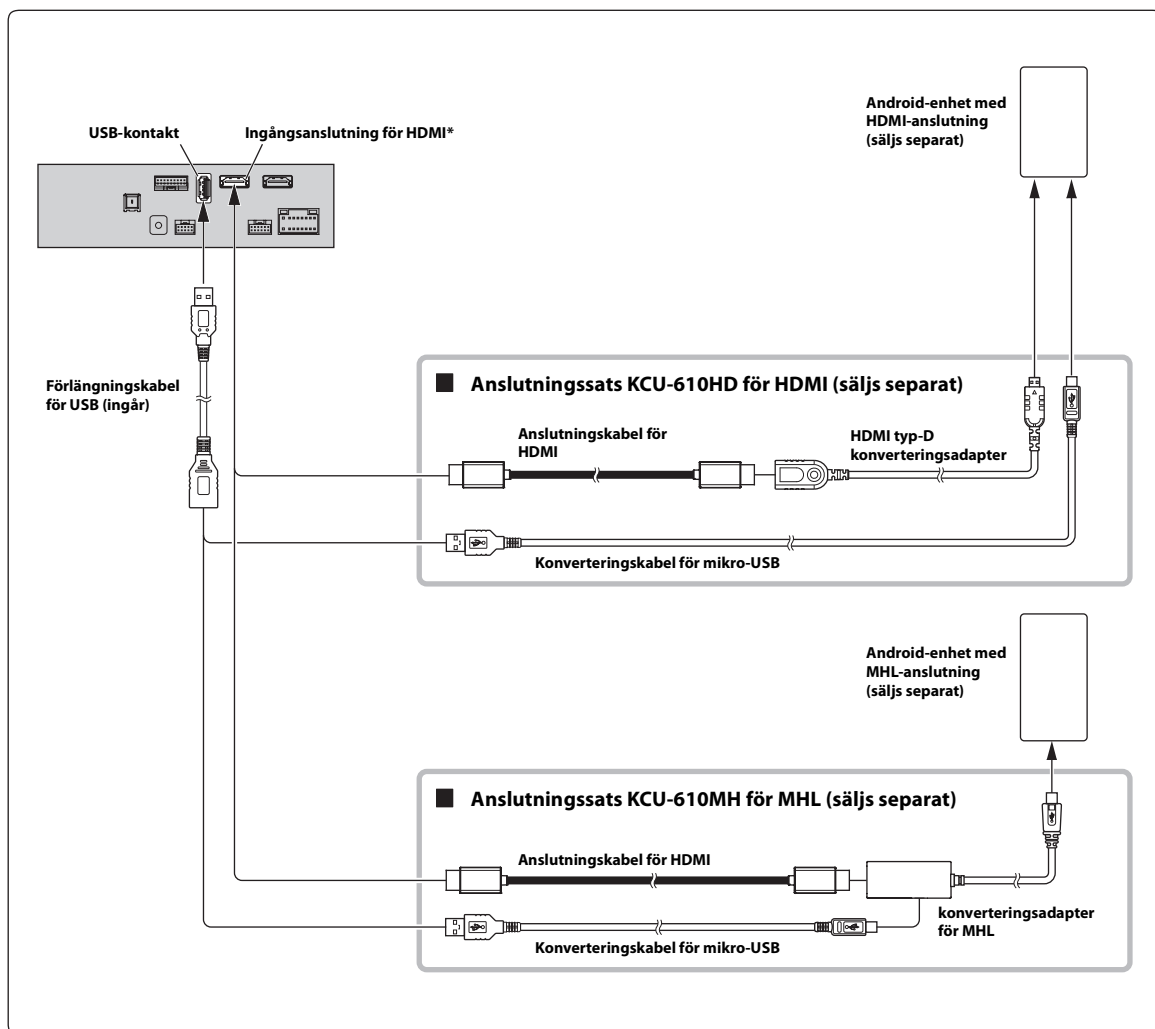 Android-enhet med
HDMI-anslutning
(säljs separat)
USB-kontakt
Ingångsanslutning för HDMI*
Förlängningskabel
för USB (ingår)
■ Anslutningssats KCU-610HD för HDMI (säljs separat)
Anslutningskabel för
HDMI
HDMI typ-D
konverteringsadapter
Konverteringskabel för mikro-USB
Android-enhet med
MHL-anslutning
(säljs separat)
■ Anslutningssats KCU-610MH för MHL (säljs separat)
Anslutningskabel för HDMI
konverteringsadapter
för MHL
Konverteringskabel för mikro-USB